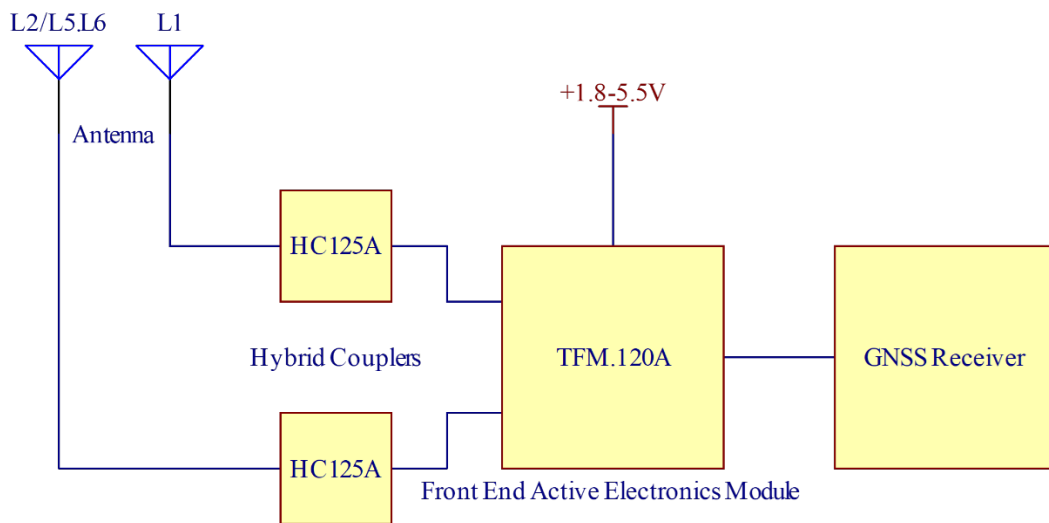 L2/L5.L6
L1
+1.8-5.5V
Antenna
HC125A
Hybrid Couplers
TFM.120A
GNSS Receiver
HC125A
Front End Active Electronics Module